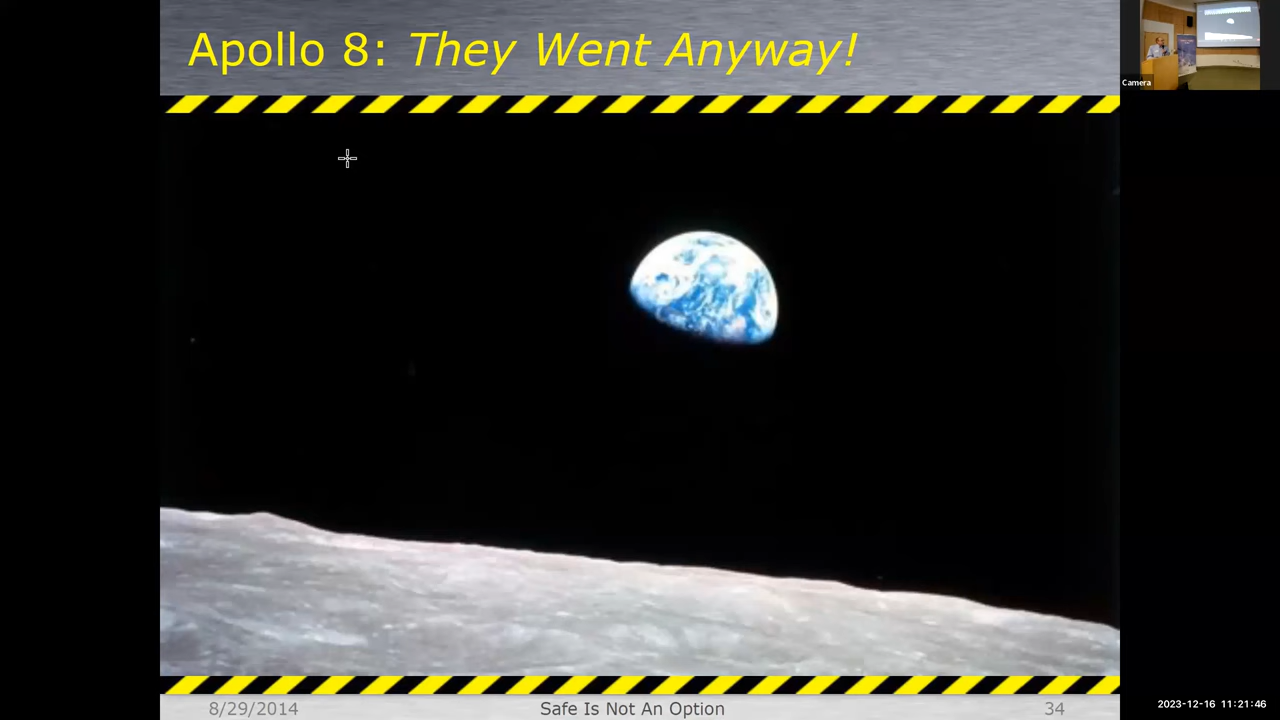 Apollo 8: They Went Anyway!
Camera
8/29/2014
Safe Is Not An Option
34
2023-12-16 11:21:46